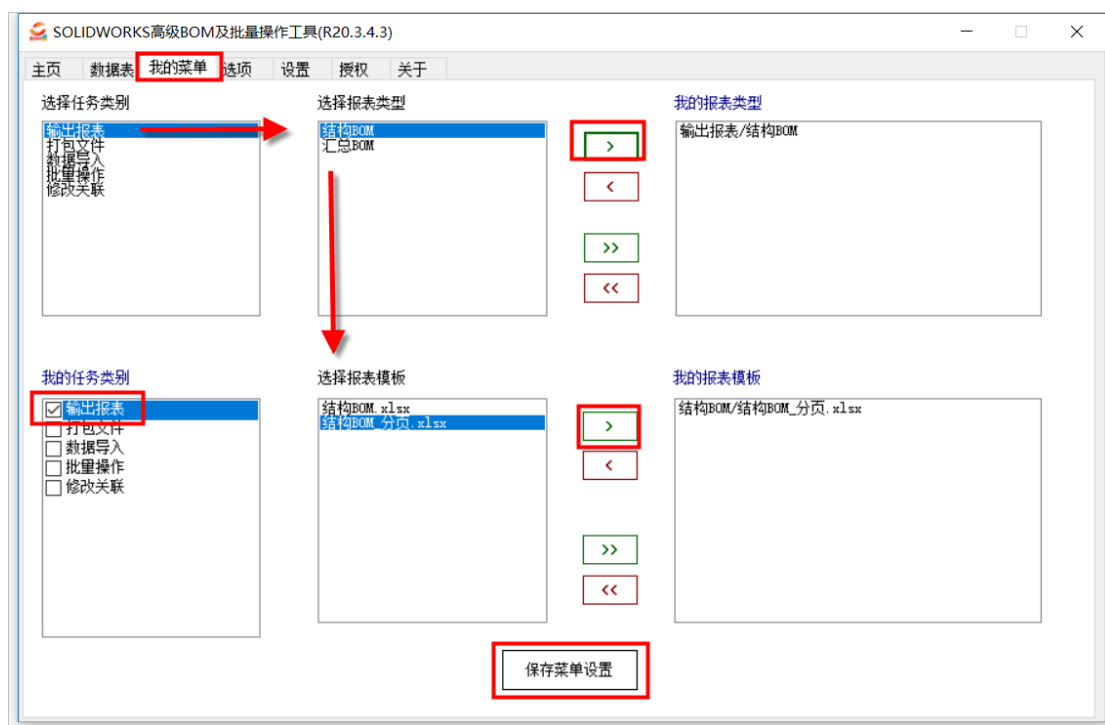 SOLIDWORKS高级BOM及批量操作工具(R20.3.4.3)
主页 数据表 我的菜单 选项 设置 授权 关于
选择任务类别 选择报表类型 我的报表类型
输出报表 结构BOM > 输出报表/结构BOM
打包文件 汇总BOM
数据导入
批量操作 <
修改关联
>>
<<
我的任务类别 选择报表模板 我的报表模板
输出报表 结构BOM.xlsx 结构BOM/结构BOM_分页.xlsx
打包文件 结构BOM_分页.xlsx >
数据导入
批量操作 <
修改关联
>>
<<
保存菜单设置